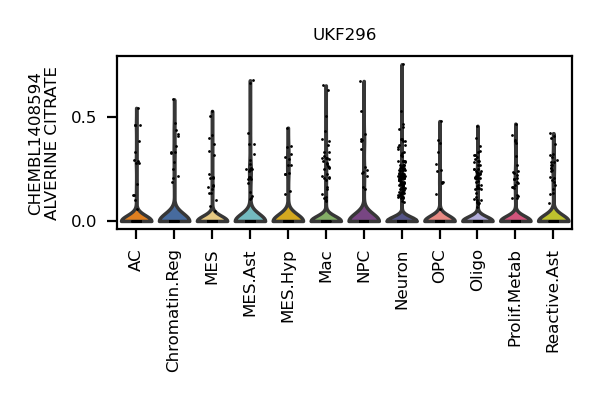 UKF296
CHEMBL1408594
ALVERINE CITRATE
0.5
0.0
AC
Chromatin.Reg
MES
MES.Ast
MES.Hyp
Mac
NPC
Neuron
OPC
Oligo
Prolif.Metab
Reactive.Ast